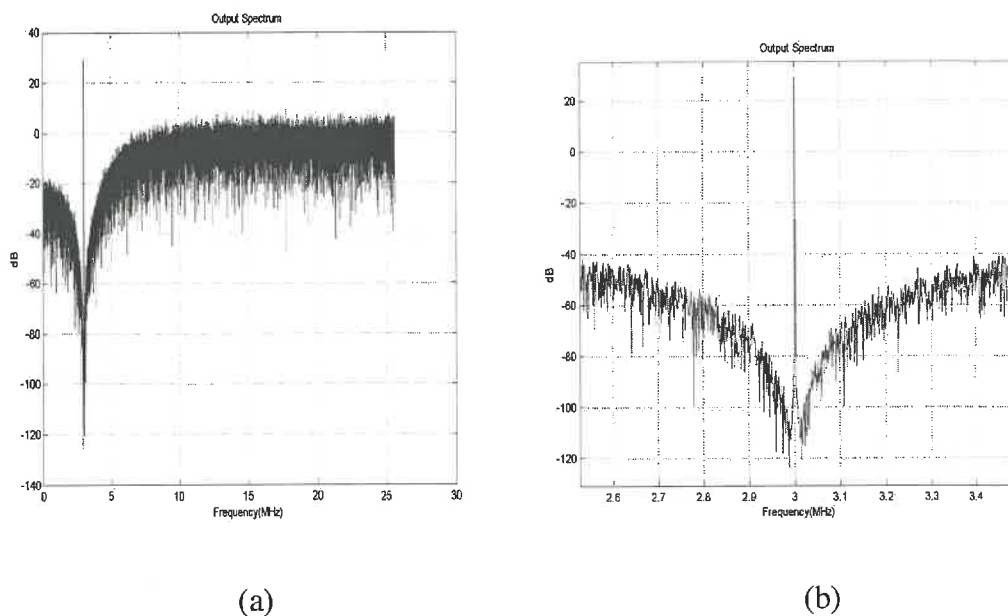 Output Spectrum
40
20
0
-20
-40
-60
-80
-100
-120
-140
dB
0 5 10 15 20 25 30
Frequency(MHz)
(a)
Output Spectrum
20
0
-20
-40
-60
-80
-100
-120
dB
2.6 2.7 2.8 2.9 3 3.1 3.2 3.3 3.4
Frequency(MHz)
(b)